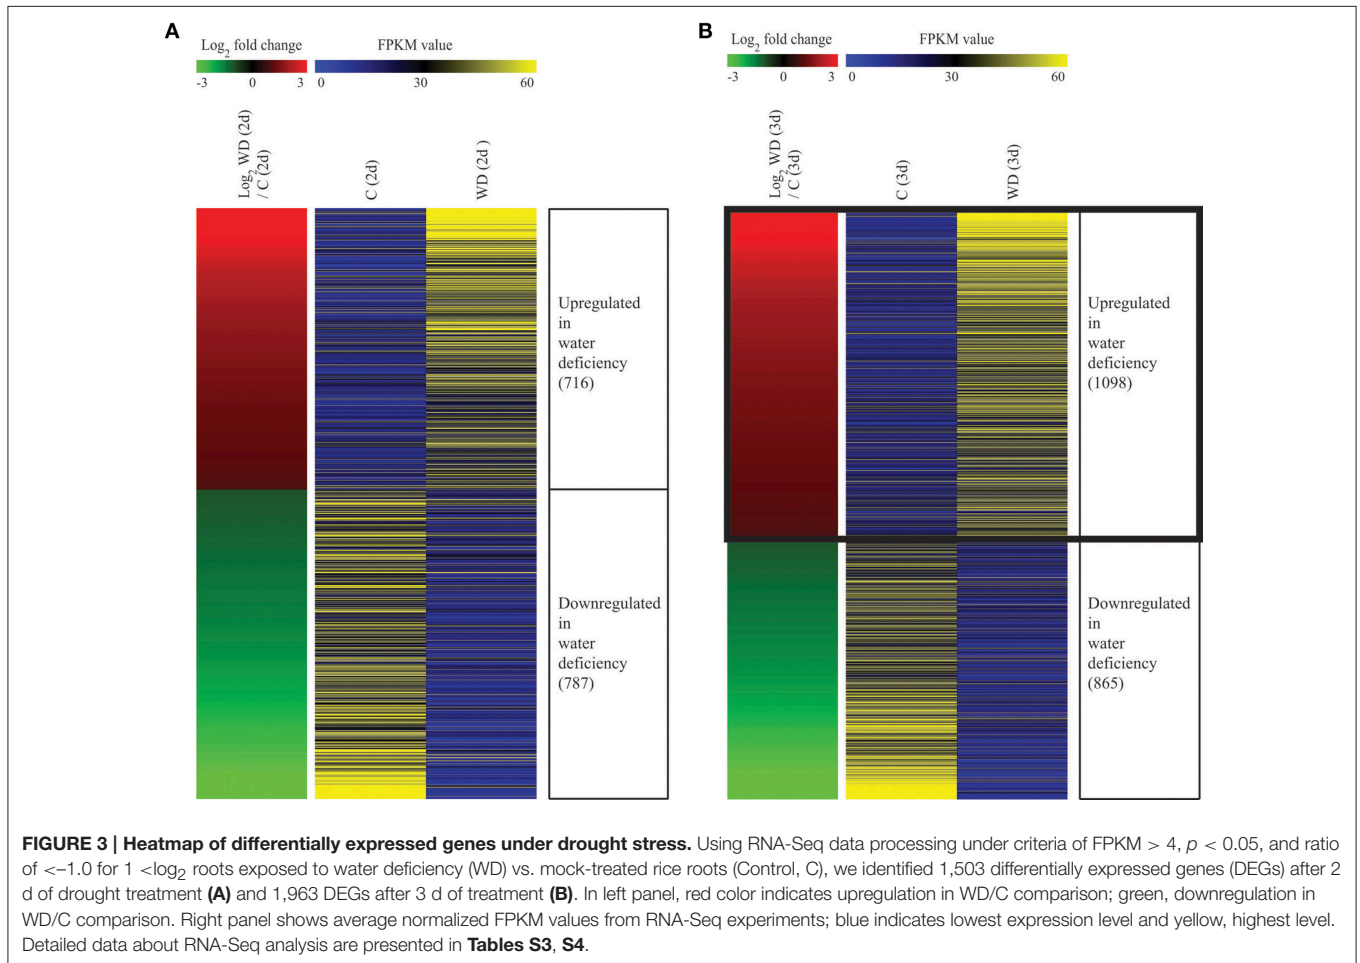 A
Log2 fold change
FPKM value
-3 0 3
0 30 60
Log2 WD (2d)
/ C (2d)
C (2d)
WD (2d )
Upregulated
in
water
deficiency
(716)
Downregulated
in
water
deficiency
(787)
B
Log2 fold change
FPKM value
-3 0 3
0 30 60
Log2 WD (3d)
/ C (3d)
C (3d)
WD (3d)
Upregulated
in
water
deficiency
(1098)
Downregulated
in
water
deficiency
(865)
FIGURE 3 | Heatmap of differentially expressed genes under drought stress. Using RNA-Seq data processing under criteria of FPKM > 4, p < 0.05, and ratio
of <–1.0 for 1 <log2 roots exposed to water deficiency (WD) vs. mock-treated rice roots (Control, C), we identified 1,503 differentially expressed genes (DEGs) after 2
d of drought treatment (A) and 1,963 DEGs after 3 d of treatment (B). In left panel, red color indicates upregulation in WD/C comparison; green, downregulation in
WD/C comparison. Right panel shows average normalized FPKM values from RNA-Seq experiments; blue indicates lowest expression level and yellow, highest level.
Detailed data about RNA-Seq analysis are presented in Tables S3, S4.